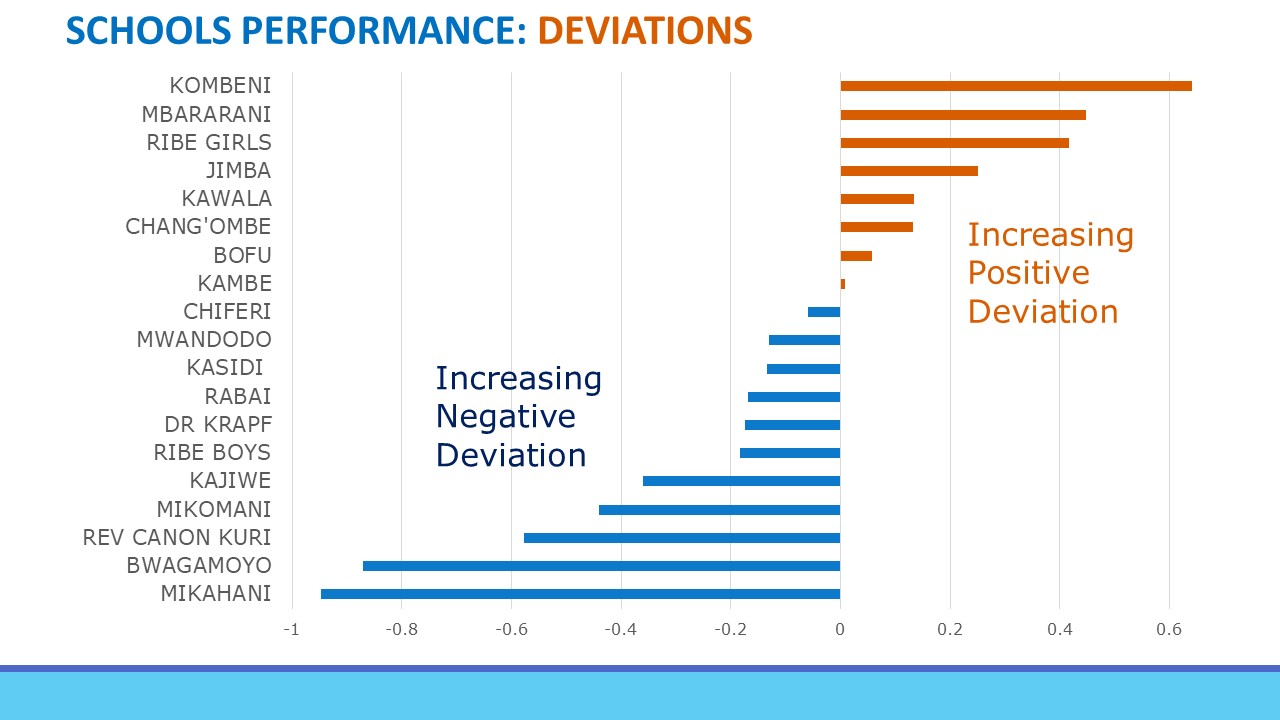 SCHOOLS PERFORMANCE: DEVIATIONS
KOMBENI
MBARARANI
RIBE GIRLS
JIMBA
KAWALA
CHANG'OMBE
BOFU
KAMBE
CHIFERI
MWANDODO
KASIDI
RABAI
DR KRAPF
RIBE BOYS
KAJIWE
MIKOMANI
REV CANON KURI
BWAGAMOYO
MIKAHANI
Increasing
Positive
Deviation
Increasing
Negative
Deviation
-1 -0.8 -0.6 -0.4 -0.2 0 0.2 0.4 0.6